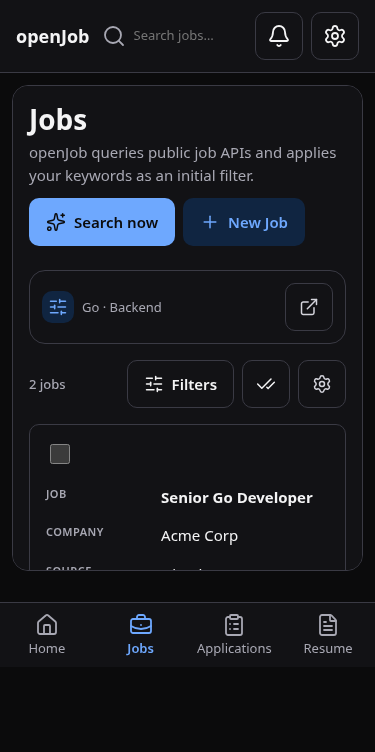 openJob
Search jobs...
Jobs
openJob queries public job APIs and applies
your keywords as an initial filter.
Search now
New Job
Go · Backend
2 jobs
Filters
JOB
Senior Go Developer
COMPANY
Acme Corp
SOURCE
Home
Jobs
Applications
Resume